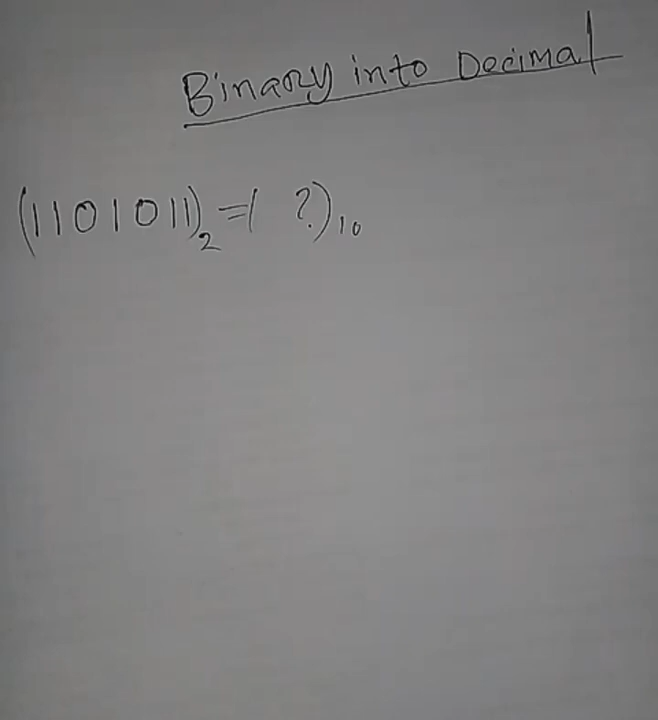 Binary into Decimal
(1101011)₂ = ( ?)₁₀